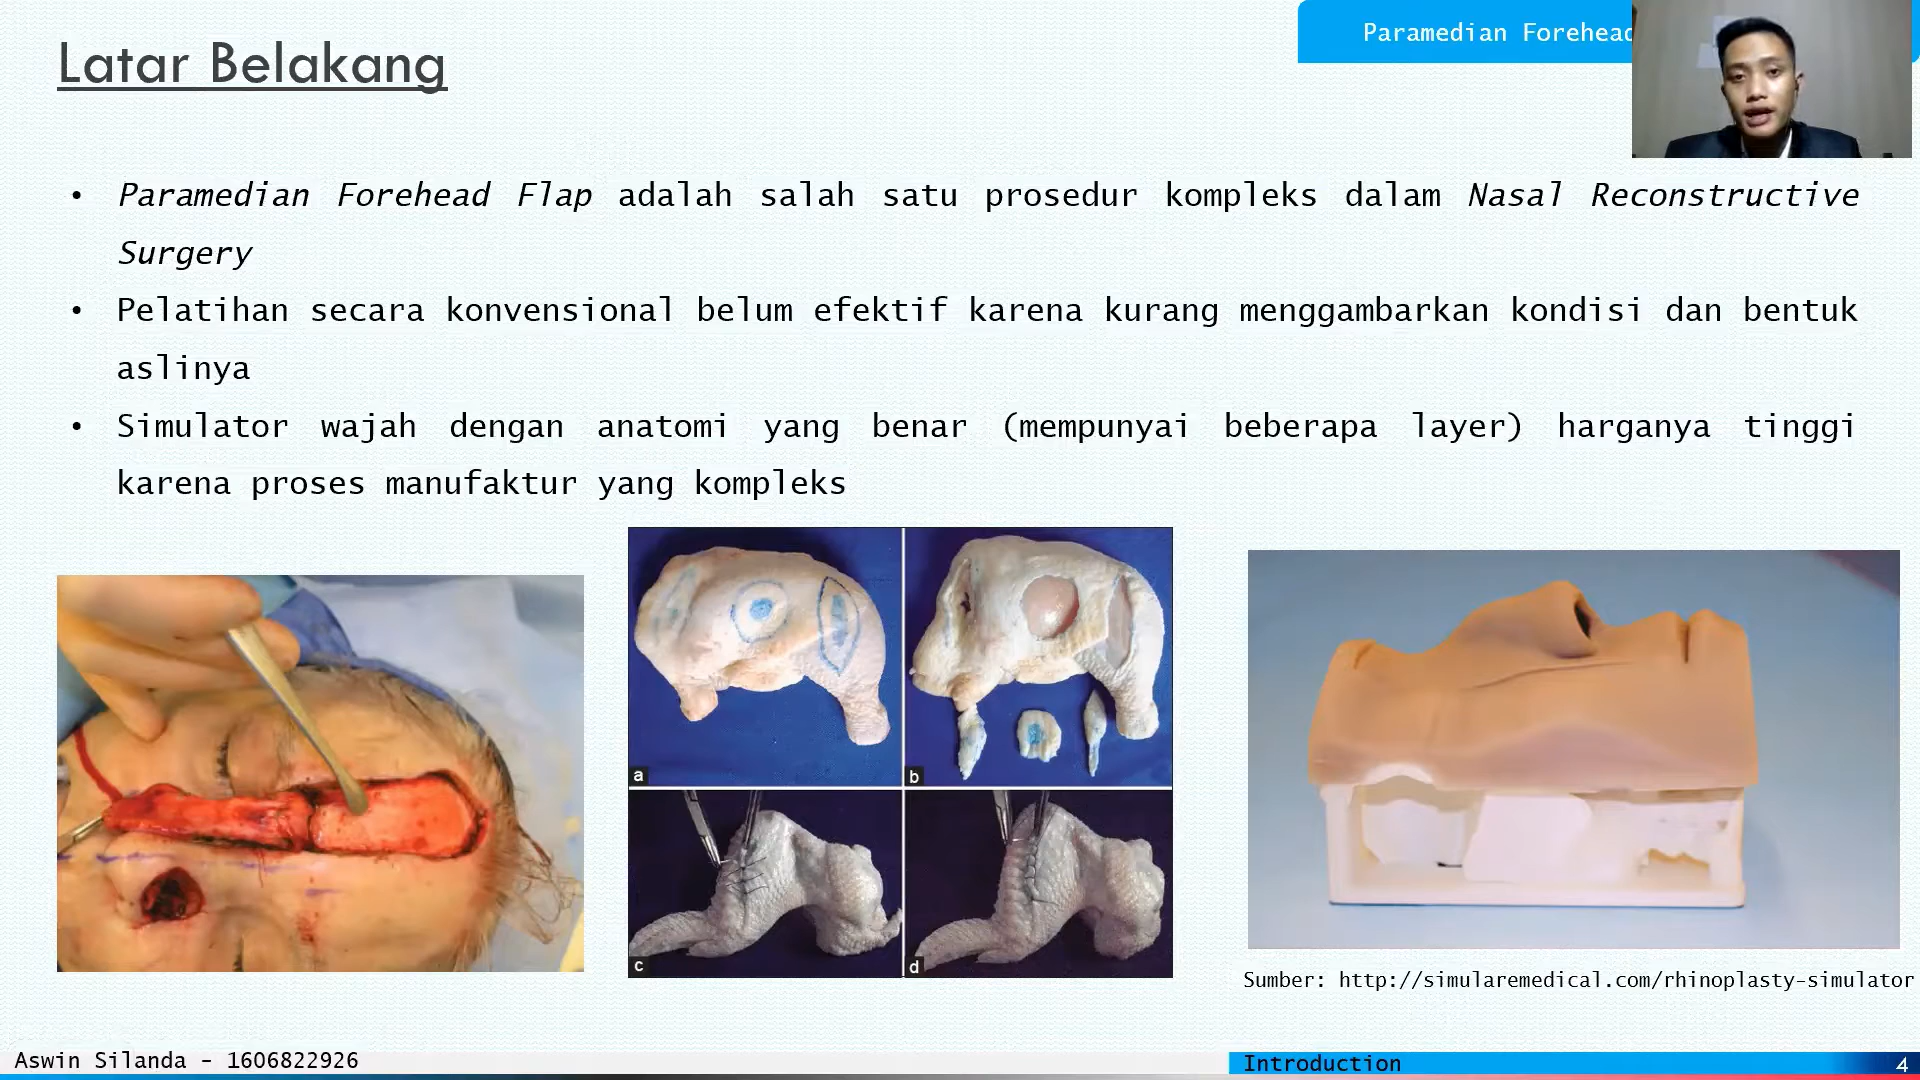 Latar Belakang
Paramedian Forehead
• Paramedian Forehead Flap adalah salah satu prosedur kompleks dalam Nasal Reconstructive
Surgery
• Pelatihan secara konvensional belum efektif karena kurang menggambarkan kondisi dan bentuk
aslinya
• Simulator wajah dengan anatomi yang benar (mempunyai beberapa layer) harganya tinggi
karena proses manufaktur yang kompleks
a
b
c
d
Sumber: http://simularemedical.com/rhinoplasty-simulator
Aswin Silanda - 1606822926
Introduction
4